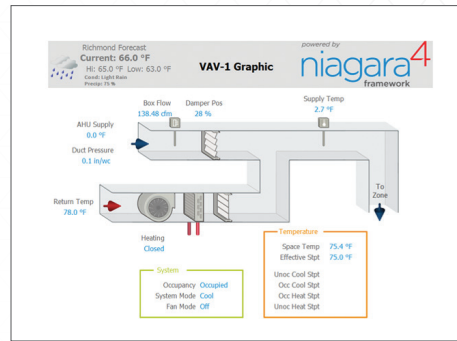 Richmond Forecast
Current: 66.0 °F
Hi: 65.0 °F Low: 63.0 °F
Cond: Light Rain
Precip: 75 %
VAV-1 Graphic
powered by
niagara4
framework
Box Flow
138.48 cfm
Damper Pos
28 %
Supply Temp
2.7 °F
AHU Supply
0.0 °F
Duct Pressure
0.1 in/wc
Return Temp
78.0 °F
To
Zone
Heating
Closed
System
Occupancy Occupied
System Mode Cool
Fan Mode Off
Temperature
Space Temp 75.4 °F
Effective Stpt 75.0 °F
Unoc Cool Stpt
Occ Cool Stpt
Occ Heat Stpt
Unoc Heat Stpt